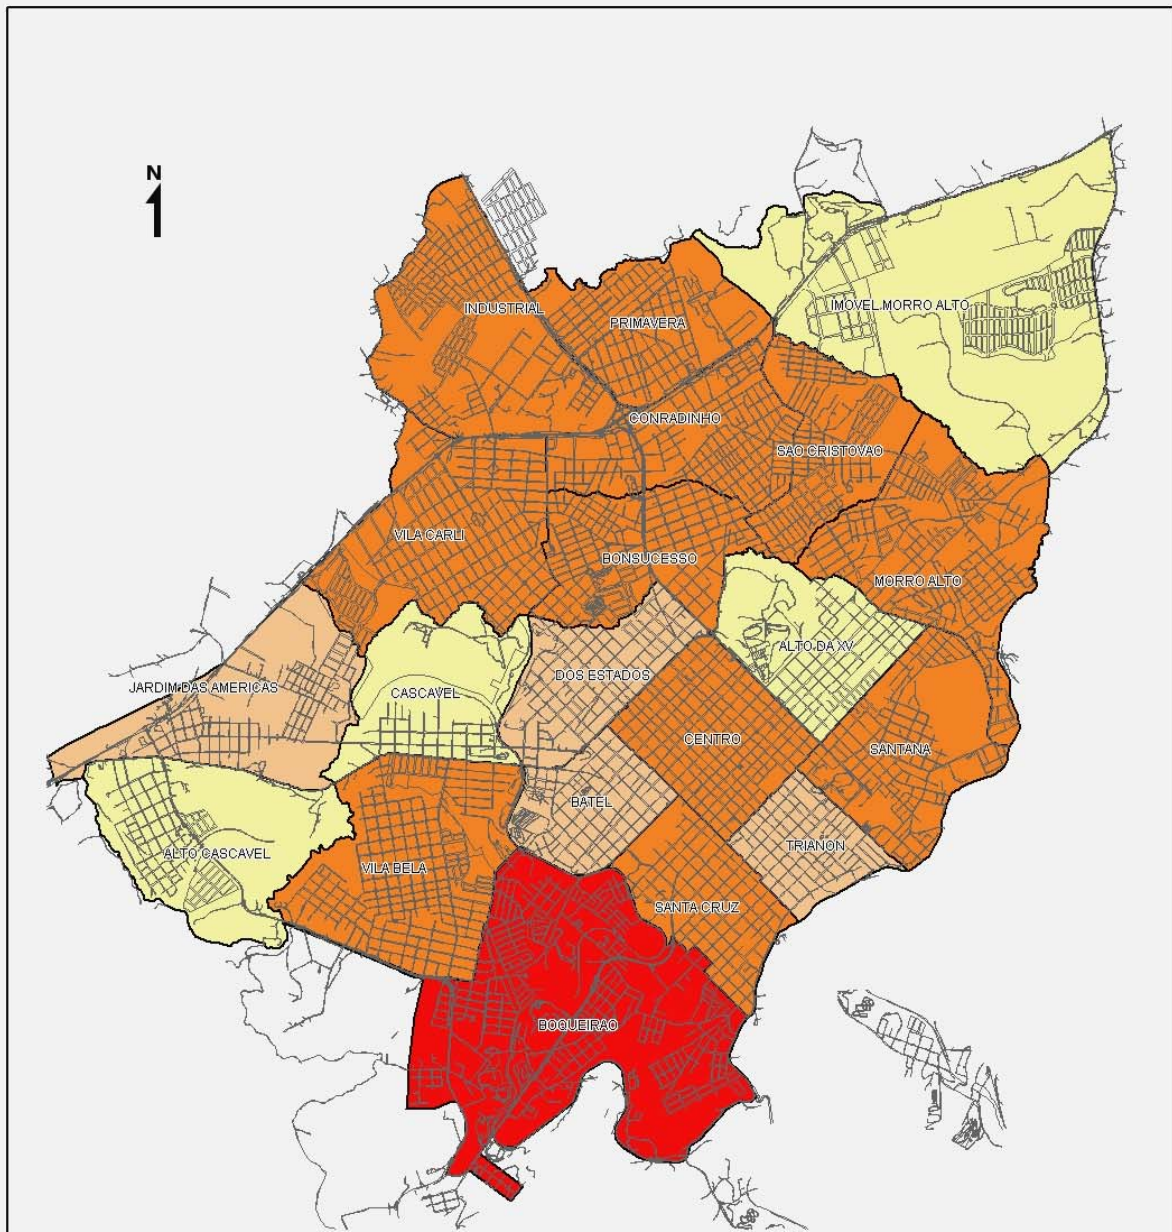 N
INDUSTRIAL
IMOVEL MORRO ALTO
PRIMAVERA
CONRADINHO
SAO CRISTOVAO
VILA CARLI
BONSUCESSO
MORRO ALTO
ALTO DA XV
DOS ESTADOS
JARDIM DAS AMERICAS
CASCAVEL
CENTRO
SANTANA
BATEL
TRIANON
ALTO CASCAVEL
VILA BELA
SANTA CRUZ
BOQUEIRAO